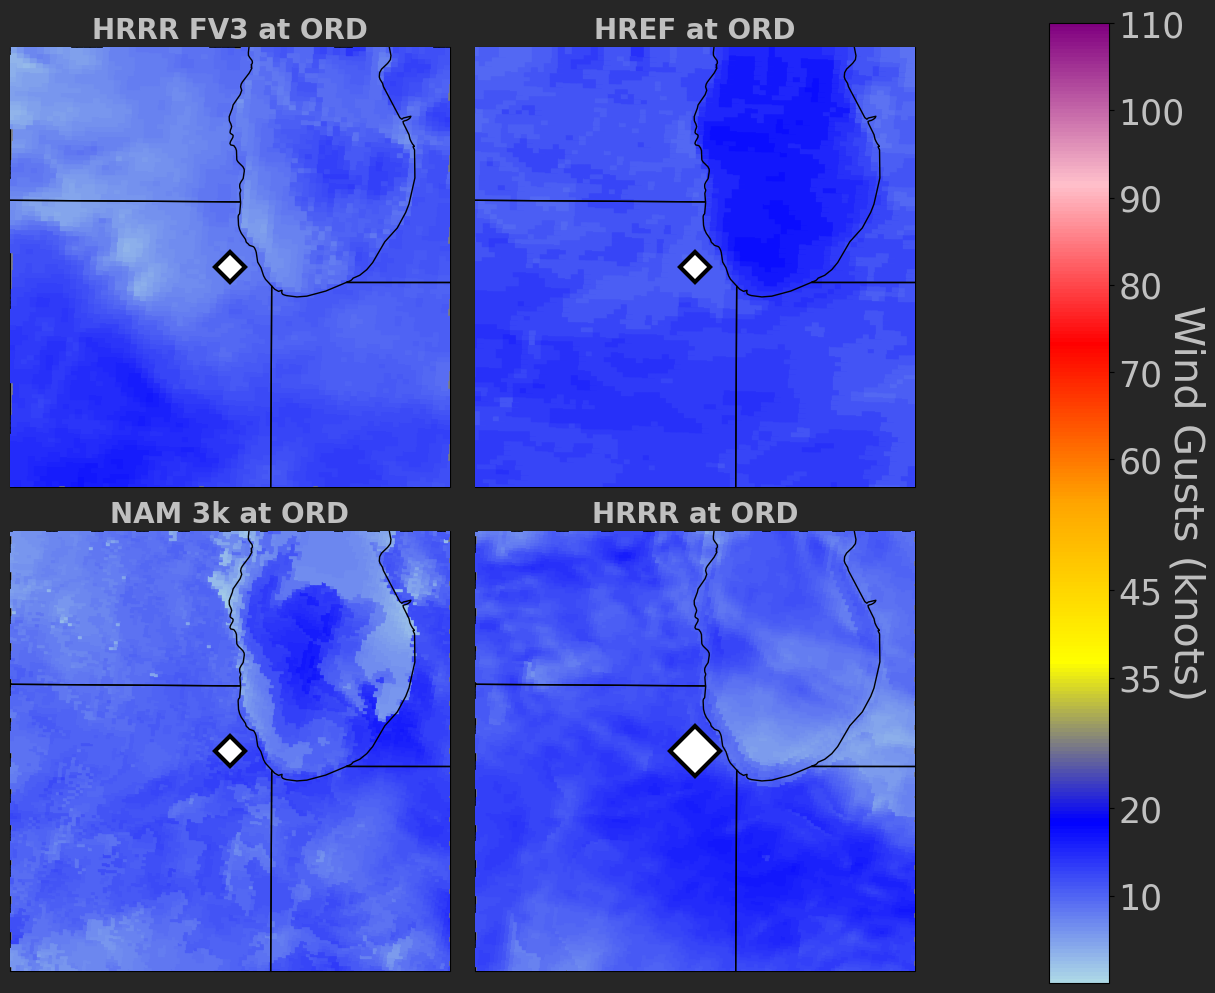 HRRR FV3 at ORD
HREF at ORD
NAM 3k at ORD
HRRR at ORD
110
100
90
80
70
60
45
35
20
10
Wind Gusts (knots)